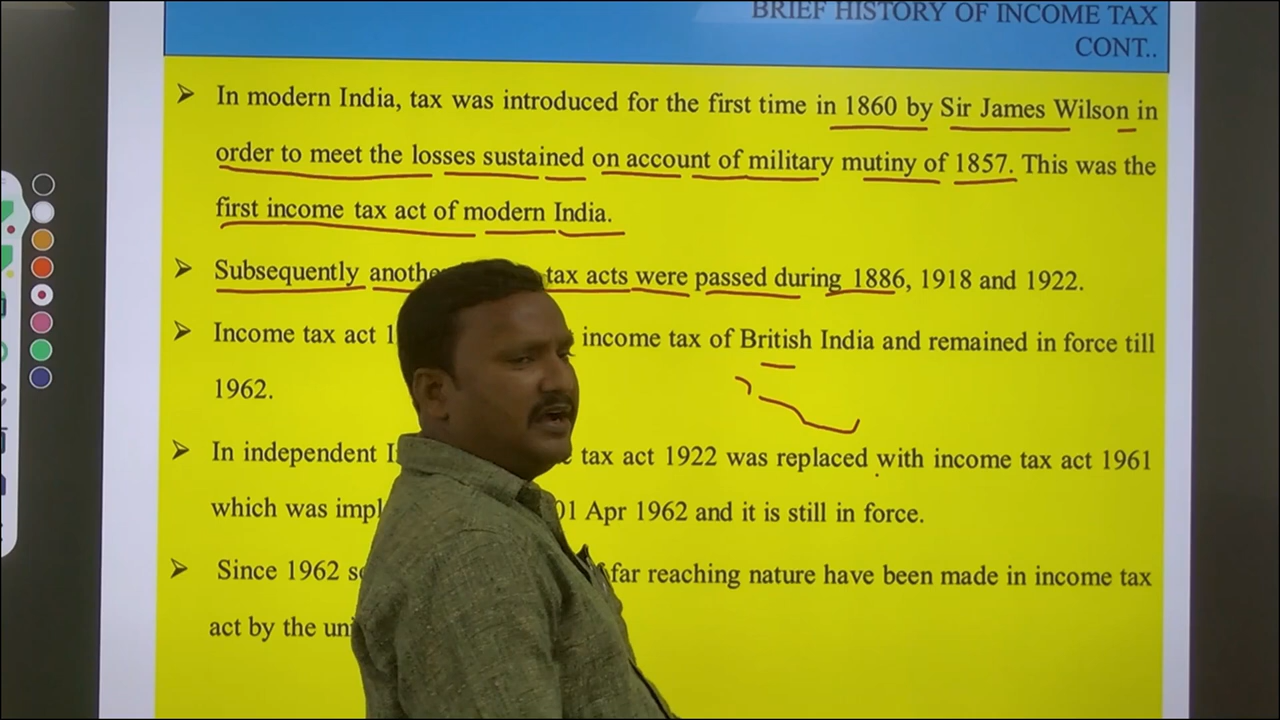 BRIEF HISTORY OF INCOME TAX
CONT..
➢ In modern India, tax was introduced for the first time in 1860 by Sir James Wilson in
order to meet the losses sustained on account of military mutiny of 1857. This was the
first income tax act of modern India.
➢ Subsequently tax acts were passed during 1886, 1918 and 1922.
➢ Income tax act income tax of British India and remained in force till
1962.
➢ In independent tax act 1922 was replaced with income tax act 1961
which was 01 Apr 1962 and it is still in force.
➢ Since 1962 far reaching nature have been made in income tax
act by the